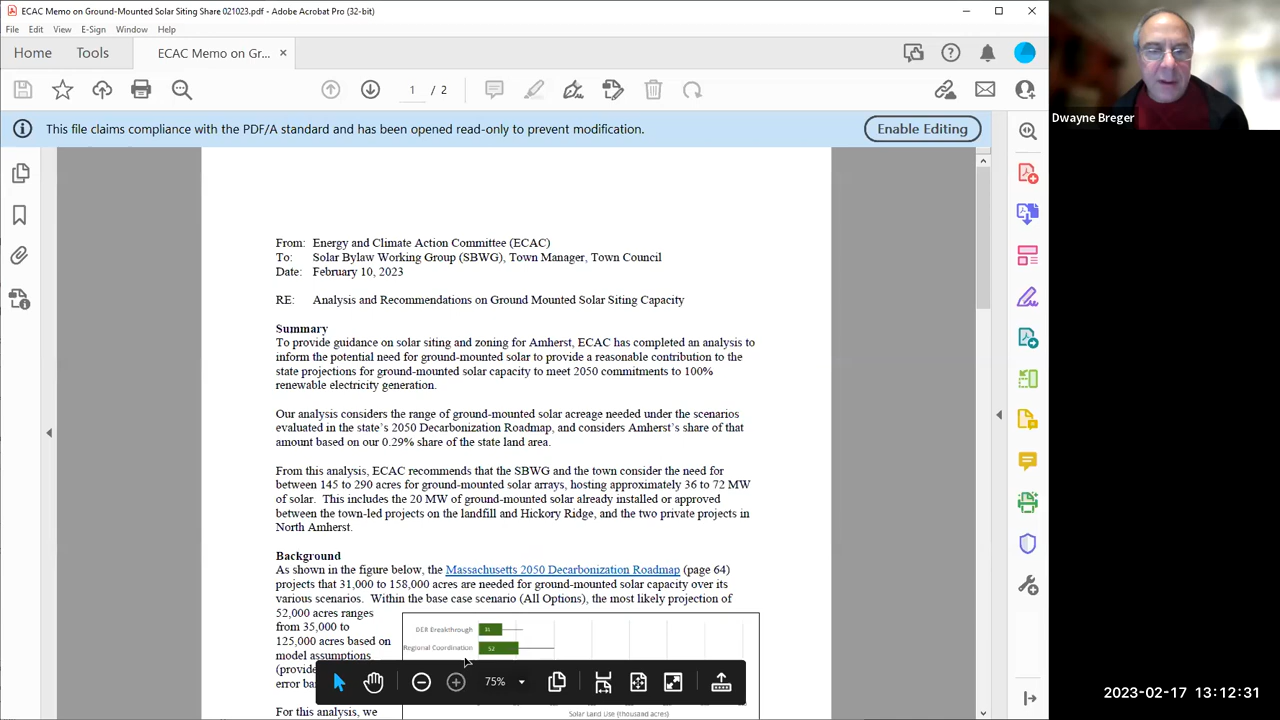 ECAC Memo on Ground-Mounted Solar Siting Share 021023.pdf - Adobe Acrobat Pro (32-bit)
File Edit View E-Sign Window Help
Home Tools ECAC Memo on Gr... ×
1 / 2
This file claims compliance with the PDF/A standard and has been opened read-only to prevent modification.
Enable Editing
Dwayne Breger
From: Energy and Climate Action Committee (ECAC)
To: Solar Bylaw Working Group (SBWG), Town Manager, Town Council
Date: February 10, 2023
RE: Analysis and Recommendations on Ground Mounted Solar Siting Capacity
Summary
To provide guidance on solar siting and zoning for Amherst, ECAC has completed an analysis to
inform the potential need for ground-mounted solar to provide a reasonable contribution to the
state projections for ground-mounted solar capacity to meet 2050 commitments to 100%
renewable electricity generation.
Our analysis considers the range of ground-mounted solar acreage needed under the scenarios
evaluated in the state's 2050 Decarbonization Roadmap, and considers Amherst's share of that
amount based on our 0.29% share of the state land area.
From this analysis, ECAC recommends that the SBWG and the town consider the need for
between 145 to 290 acres for ground-mounted solar arrays, hosting approximately 36 to 72 MW
of solar. This includes the 20 MW of ground-mounted solar already installed or approved
between the town-led projects on the landfill and Hickory Ridge, and the two private projects in
North Amherst.
Background
As shown in the figure below, the Massachusetts 2050 Decarbonization Roadmap (page 64)
projects that 31,000 to 158,000 acres are needed for ground-mounted solar capacity over its
various scenarios. Within the base case scenario (All Options), the most likely projection of
52,000 acres ranges
from 35,000 to
125,000 acres based on
model assumptions
(provide
error ba
For this analysis, we
DER Breakthrough 31
Regional Coordination 52
Solar Land Use (thousand acres)
75%
2023-02-17 13:12:31